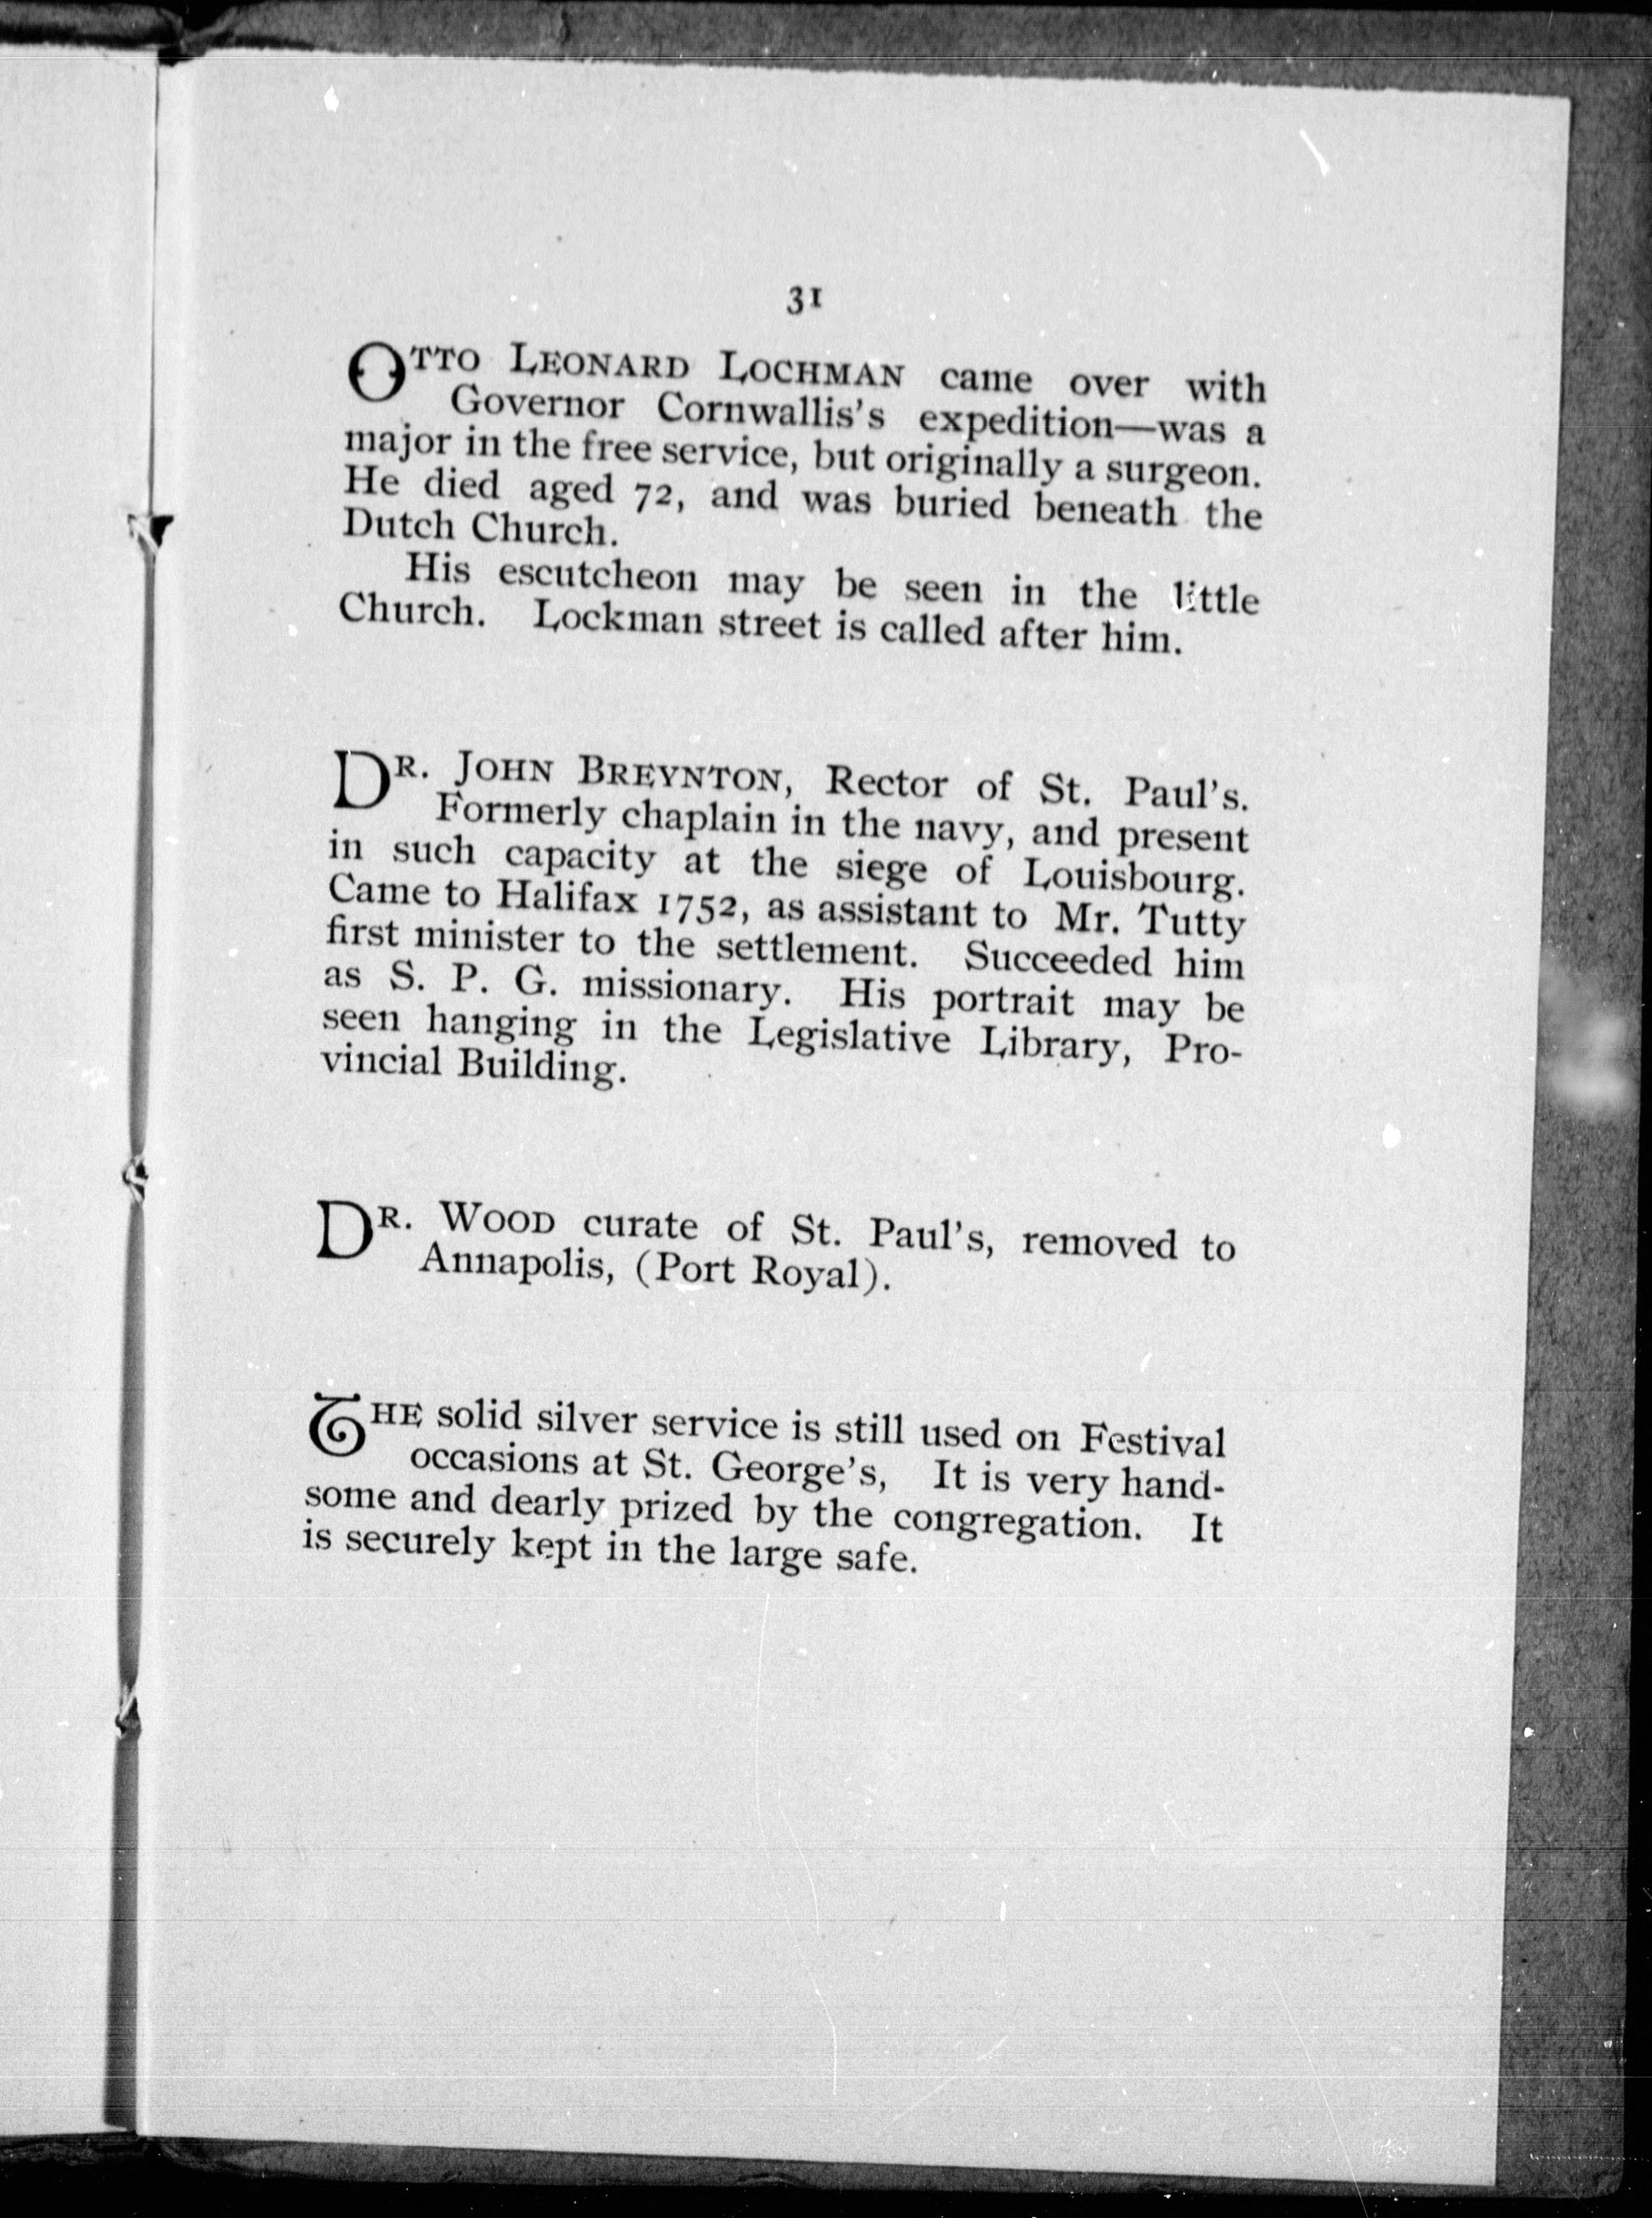 31
OTTO LEONARD LOCHMAN came over with
Governor Cornwallis's expedition—was a
major in the free service, but originally a surgeon.
He died aged 72, and was buried beneath the
Dutch Church.
His escutcheon may be seen in the little
Church. Lockman street is called after him.
DR. JOHN BREYNTON, Rector of St. Paul's.
Formerly chaplain in the navy, and present
in such capacity at the siege of Louisbourg.
Came to Halifax 1752, as assistant to Mr. Tutty
first minister to the settlement. Succeeded him
as S. P. G. missionary. His portrait may be
seen hanging in the Legislative Library, Pro-
vincial Building.
DR. WOOD curate of St. Paul's, removed to
Annapolis, (Port Royal).
THE solid silver service is still used on Festival
occasions at St. George's, It is very hand-
some and dearly prized by the congregation. It
is securely kept in the large safe.